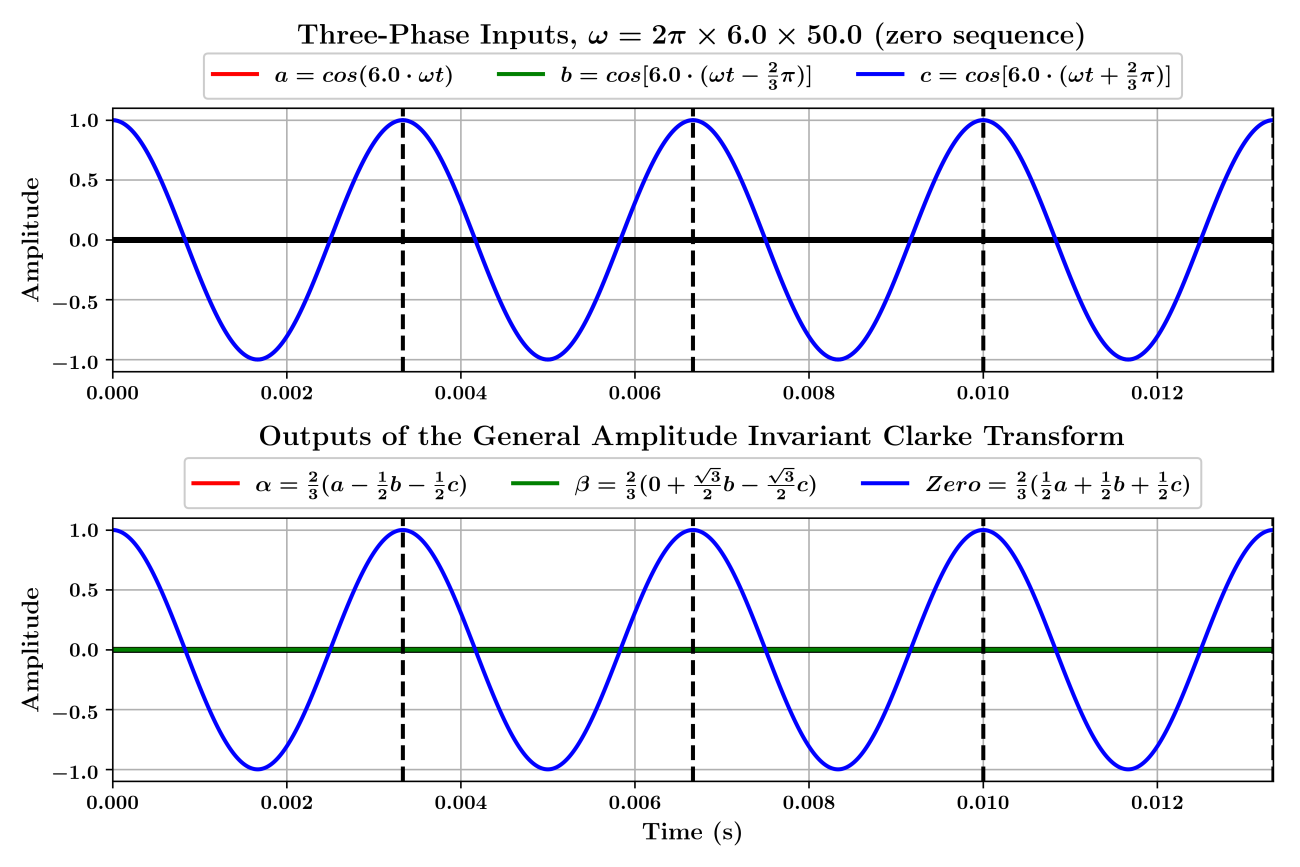 Three-Phase Inputs, ω = 2π × 6.0 × 50.0 (zero sequence)
a = cos(6.0 · ωt) b = cos[6.0 · (ωt − 2/3π)] c = cos[6.0 · (ωt + 2/3π)]
1.0
0.5
0.0
−0.5
−1.0
Amplitude
0.000 0.002 0.004 0.006 0.008 0.010 0.012
Outputs of the General Amplitude Invariant Clarke Transform
α = 2/3(a − 1/2b − 1/2c) β = 2/3(0 + √3/2b − √3/2c) Zero = 2/3(1/2a + 1/2b + 1/2c)
1.0
0.5
0.0
−0.5
−1.0
Amplitude
0.000 0.002 0.004 0.006 0.008 0.010 0.012
Time (s)